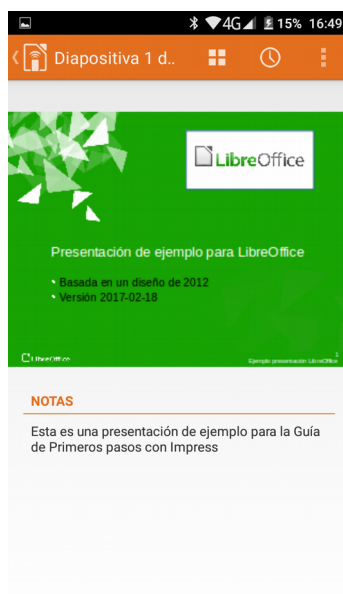 4G 15% 16:49
Diapositiva 1 d..
LibreOffice
Presentación de ejemplo para LibreOffice
Basada en un diseño de 2012
Versión 2017-02-18
1
LibreOffice
Ejemplo presentación LibreOffice
NOTAS
Esta es una presentación de ejemplo para la Guía
de Primeros pasos con Impress